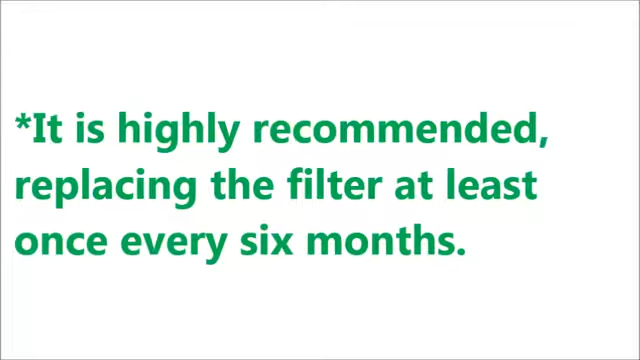 *It is highly recommended,
replacing the filter at least
once every six months.